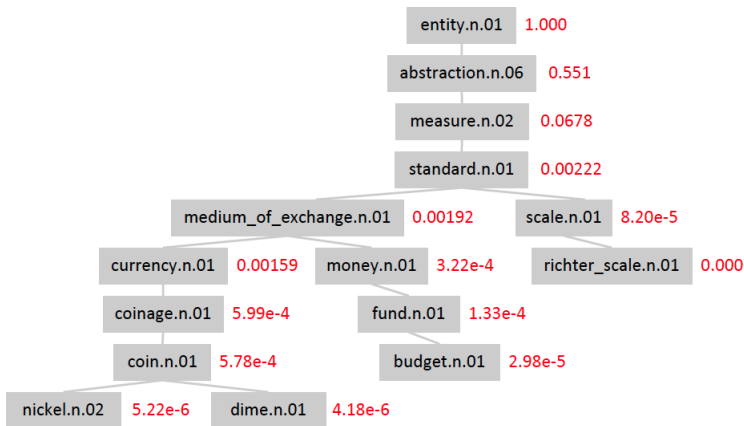 entity.n.01 1.000
abstraction.n.06 0.551
measure.n.02 0.0678
standard.n.01 0.00222
medium_of_exchange.n.01 0.00192 scale.n.01 8.20e-5
currency.n.01 0.00159 money.n.01 3.22e-4 richter_scale.n.01 0.000
coinage.n.01 5.99e-4 fund.n.01 1.33e-4
coin.n.01 5.78e-4 budget.n.01 2.98e-5
nickel.n.02 5.22e-6 dime.n.01 4.18e-6